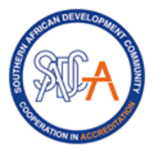 SOUTHERN AFRICAN DEVELOPMENT COMMUNITY
SADCA
COOPERATION IN ACCREDITATION